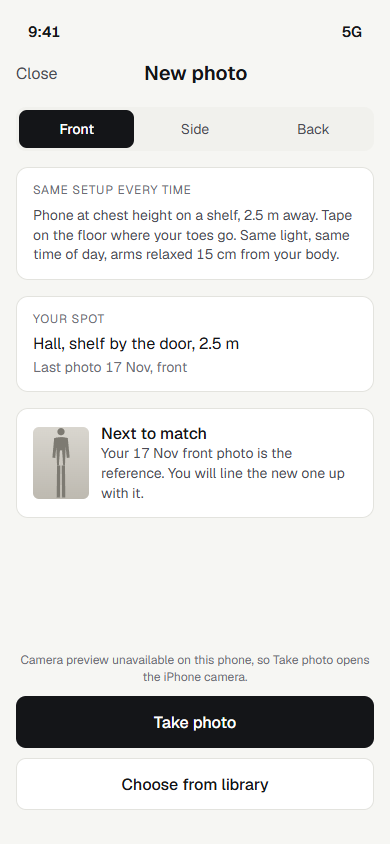 9:41 5G
Close New photo
Front Side Back
SAME SETUP EVERY TIME
Phone at chest height on a shelf, 2.5 m away. Tape
on the floor where your toes go. Same light, same
time of day, arms relaxed 15 cm from your body.
YOUR SPOT
Hall, shelf by the door, 2.5 m
Last photo 17 Nov, front
Next to match
Your 17 Nov front photo is the
reference. You will line the new one up
with it.
Camera preview unavailable on this phone, so Take photo opens
the iPhone camera.
Take photo
Choose from library